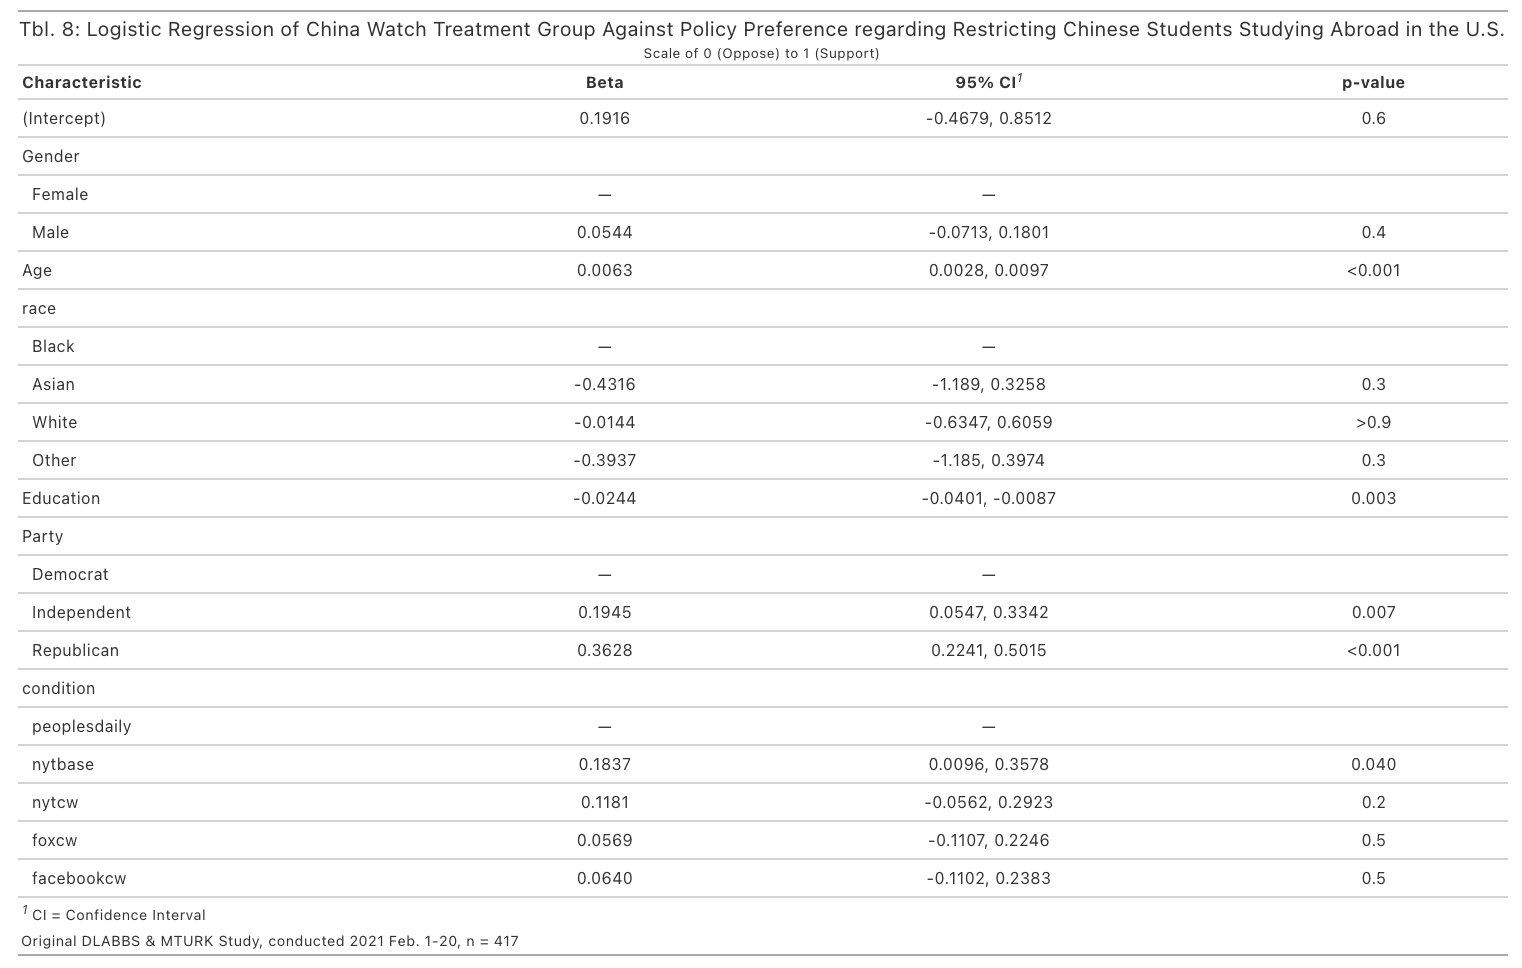 Tbl. 8: Logistic Regression of China Watch Treatment Group Against Policy Preference regarding Restricting Chinese Students Studying Abroad in the U.S.
Scale of 0 (Oppose) to 1 (Support)
Characteristic Beta 95% CI1 p-value
(Intercept) 0.1916 -0.4679, 0.8512 0.6
Gender
Female — —
Male 0.0544 -0.0713, 0.1801 0.4
Age 0.0063 0.0028, 0.0097 <0.001
race
Black — —
Asian -0.4316 -1.189, 0.3258 0.3
White -0.0144 -0.6347, 0.6059 >0.9
Other -0.3937 -1.185, 0.3974 0.3
Education -0.0244 -0.0401, -0.0087 0.003
Party
Democrat — —
Independent 0.1945 0.0547, 0.3342 0.007
Republican 0.3628 0.2241, 0.5015 <0.001
condition
peoplesdaily — —
nytbase 0.1837 0.0096, 0.3578 0.040
nytcw 0.1181 -0.0562, 0.2923 0.2
foxcw 0.0569 -0.1107, 0.2246 0.5
facebookcw 0.0640 -0.1102, 0.2383 0.5
1 CI = Confidence Interval
Original DLABBS & MTURK Study, conducted 2021 Feb. 1-20, n = 417